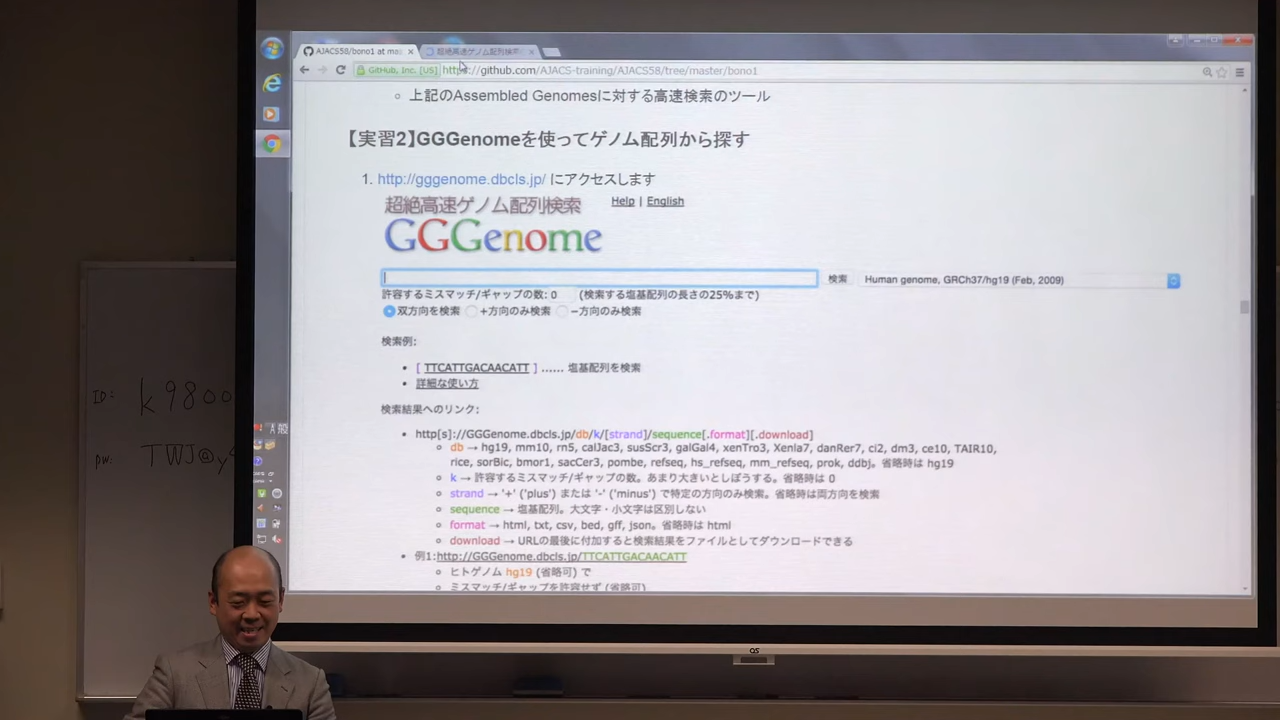 AJACS58/bono1 at mas
超絶高速ゲノム配列検索
GitHub, Inc. [US] https://github.com/AJACS-training/AJACS58/tree/master/bono1
上記のAssembled Genomesに対する高速検索のツール
【実習2】GGGenomeを使ってゲノム配列から探す
1. http://gggenome.dbcls.jp/ にアクセスします
超絶高速ゲノム配列検索 Help | English
GGGenome
検索 Human genome, GRCh37/hg19 (Feb, 2009)
許容するミスマッチ/ギャップの数: 0 (検索する塩基配列の長さの25%まで)
双方向を検索 +方向のみ検索 −方向のみ検索
検索例:
[ TTCATTGACAACATT ] ...... 塩基配列を検索
詳細な使い方
検索結果へのリンク:
http[s]://GGGenome.dbcls.jp/db/k/[strand]/sequence[.format][.download]
db → hg19, mm10, rn5, calJac3, susScr3, galGal4, xenTro3, Xenla7, danRer7, ci2, dm3, ce10, TAIR10,
rice, sorBic, bmor1, sacCer3, pombe, refseq, hs_refseq, mm_refseq, prok, ddbj。省略時は hg19
k → 許容するミスマッチ/ギャップの数。あまり大きいとしぼうする。省略時は 0
strand → '+' ('plus') または '-' ('minus') で特定の方向のみ検索。省略時は両方向を検索
sequence → 塩基配列。大文字・小文字は区別しない
format → html, txt, csv, bed, gff, json。省略時は html
download → URLの最後に付加すると検索結果をファイルとしてダウンロードできる
例1:http://GGGenome.dbcls.jp/TTCATTGACAACATT
ヒトゲノム hg19 (省略可) で
ミスマッチ/ギャップを許容せず (省略可)
ID: k9800
PW: TWJ@y
A 般
QS